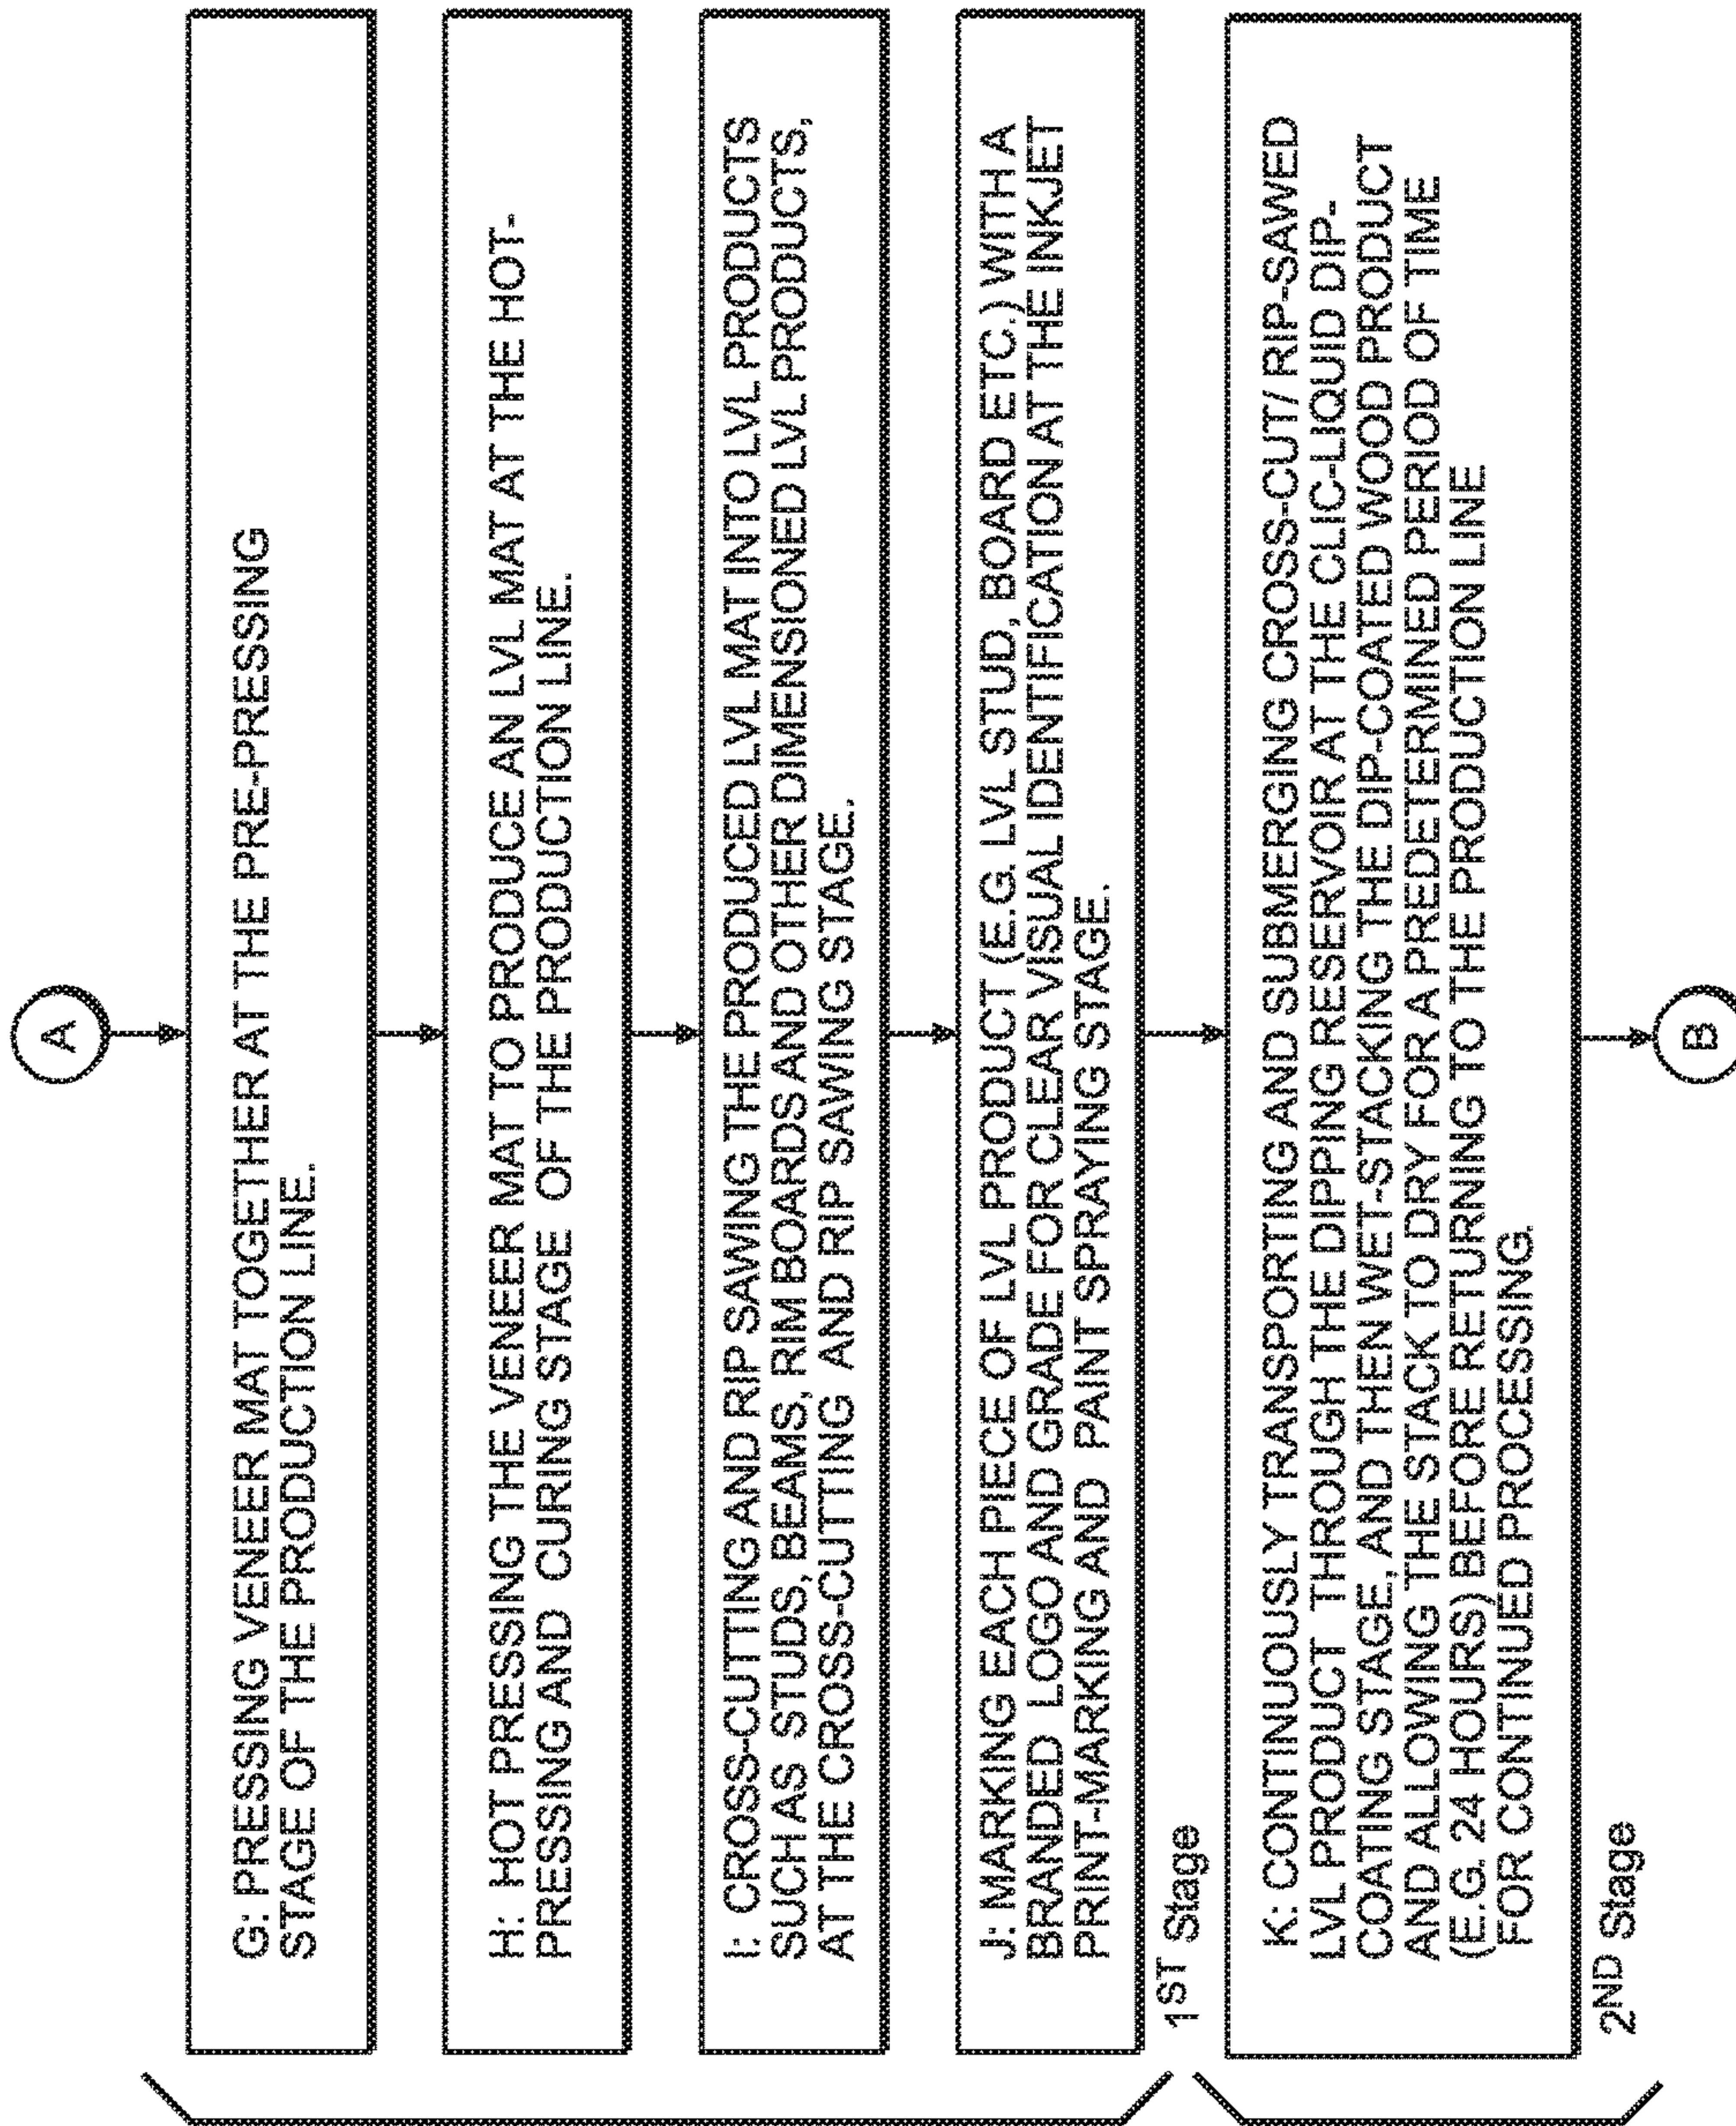 A
G: PRESSING VENEER MAT TOGETHER AT THE PRE-PRESSING
STAGE OF THE PRODUCTION LINE.
H: HOT PRESSING THE VENEER MAT TO PRODUCE AN LVL MAT AT THE HOT-
PRESSING AND CURING STAGE OF THE PRODUCTION LINE.
I: CROSS-CUTTING AND RIP SAWING THE PRODUCED LVL MAT INTO LVL PRODUCTS
SUCH AS STUDS, BEAMS, RIM BOARDS AND OTHER DIMENSIONED LVL PRODUCTS,
AT THE CROSS-CUTTING AND RIP SAWING STAGE.
J: MARKING EACH PIECE OF LVL PRODUCT (E.G. LVL STUD, BOARD ETC.) WITH A
BRANDED LOGO AND GRADE FOR CLEAR VISUAL IDENTIFICATION AT THE INKJET
PRINT-MARKING AND PAINT SPRAYING STAGE.
1ST Stage
K: CONTINUOUSLY TRANSPORTING AND SUBMERGING CROSS-CUT/ RIP-SAWED
LVL PRODUCT THROUGH THE DIPPING RESERVOIR AT THE CLIC-LIQUID DIP-
COATING STAGE, AND THEN WET-STACKING THE DIP-COATED WOOD PRODUCT
AND ALLOWING THE STACK TO DRY FOR A PREDETERMINED PERIOD OF TIME
(E.G. 24 HOURS) BEFORE RETURNING TO THE PRODUCTION LINE
FOR CONTINUED PROCESSING.
2ND Stage
B